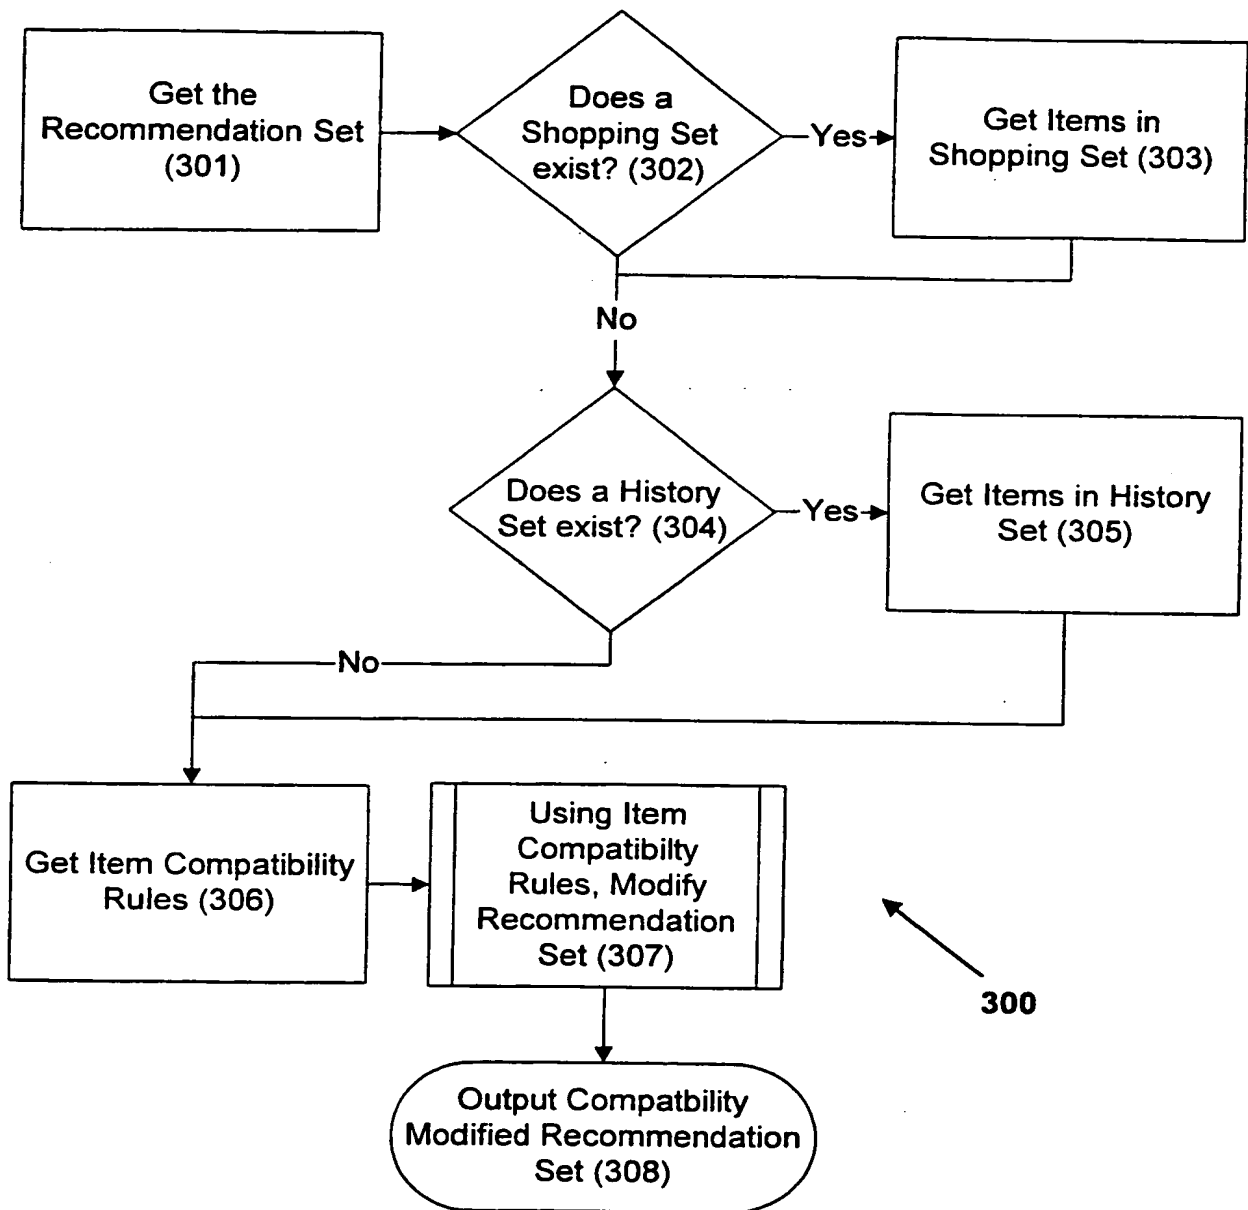 Get the
Recommendation Set
(301)
Does a
Shopping Set
exist? (302)
Yes
Get Items in
Shopping Set (303)
No
Does a History
Set exist? (304)
Yes
Get Items in History
Set (305)
No
Get Item Compatibility
Rules (306)
Using Item
Compatibilty
Rules, Modify
Recommendation
Set (307)
300
Output Compatbility
Modified Recommendation
Set (308)